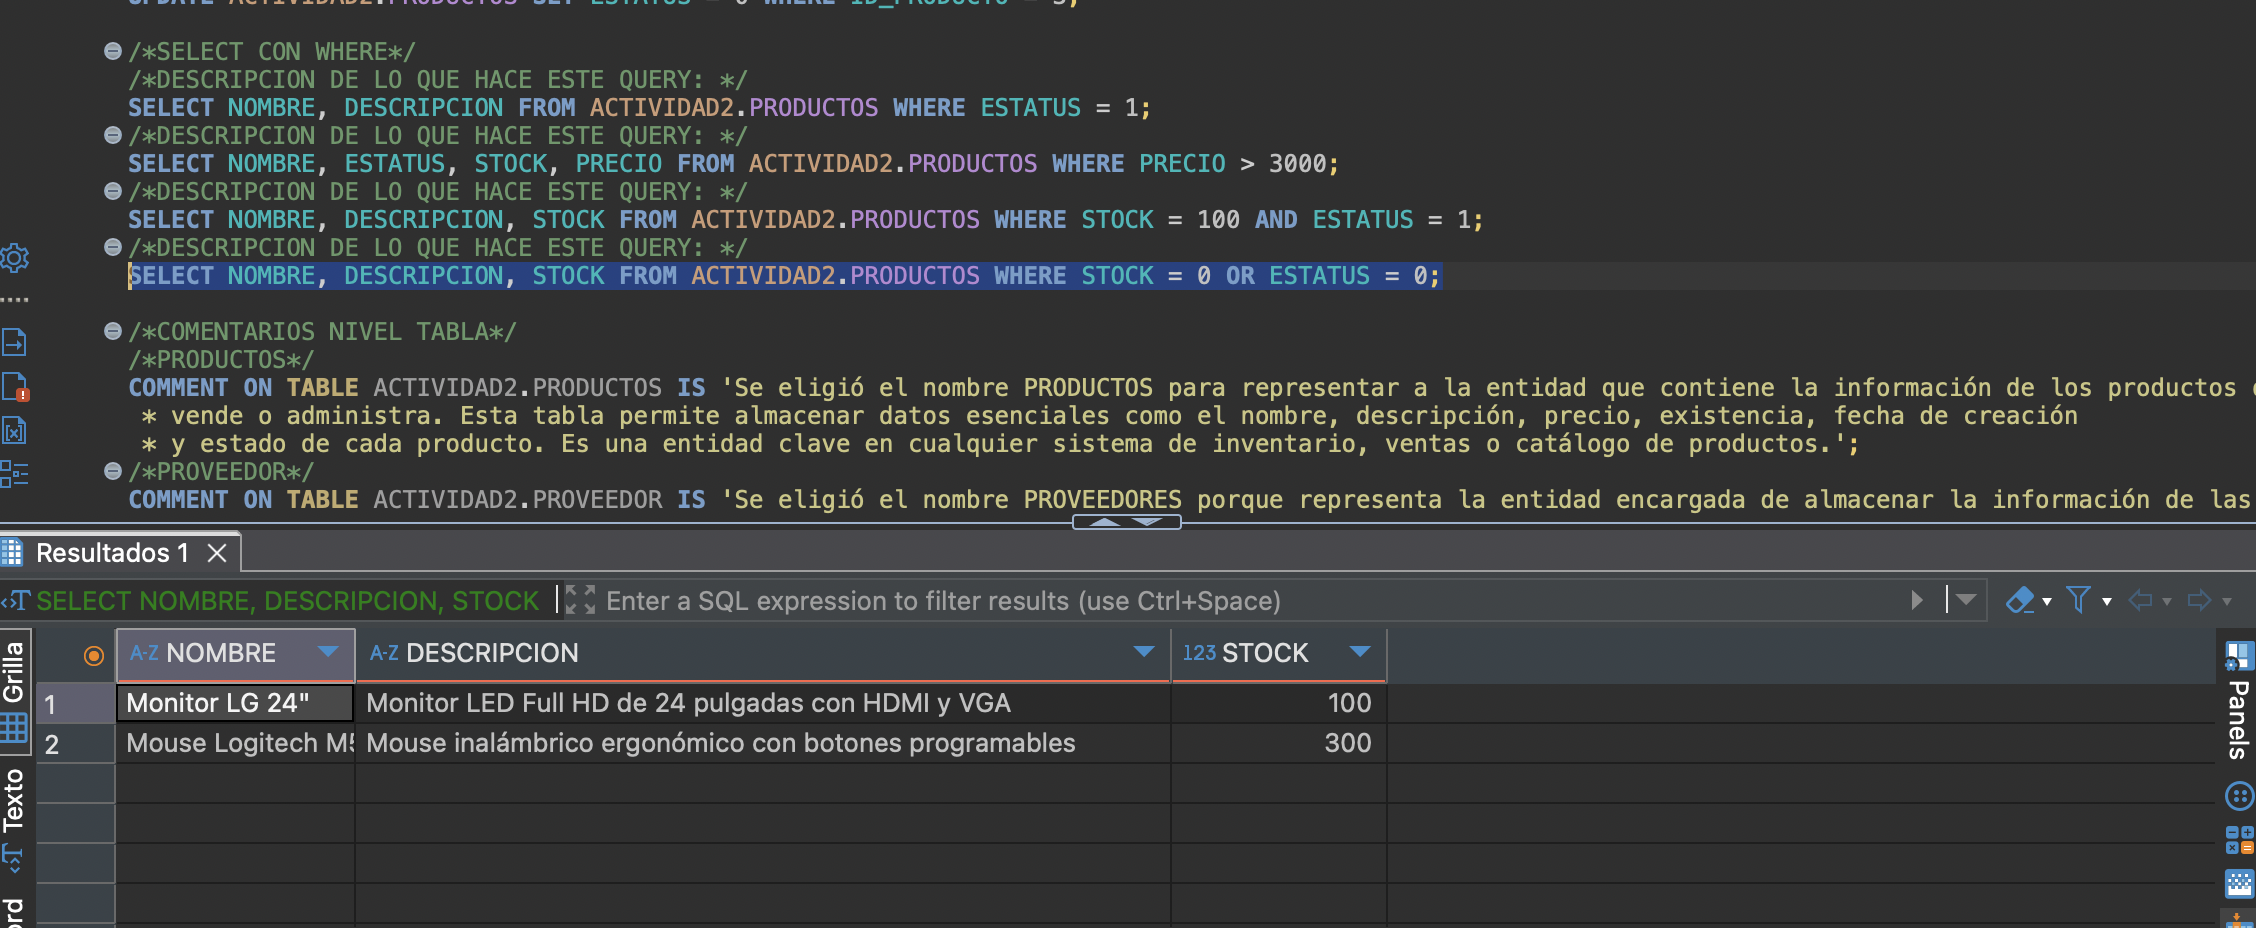 UPDATE ACTIVIDAD2.PRODUCTOS SET ESTATUS = 0 WHERE ID_PRODUCTO = 3;
/*SELECT CON WHERE*/
/*DESCRIPCION DE LO QUE HACE ESTE QUERY: */
SELECT NOMBRE, DESCRIPCION FROM ACTIVIDAD2.PRODUCTOS WHERE ESTATUS = 1;
/*DESCRIPCION DE LO QUE HACE ESTE QUERY: */
SELECT NOMBRE, ESTATUS, STOCK, PRECIO FROM ACTIVIDAD2.PRODUCTOS WHERE PRECIO > 3000;
/*DESCRIPCION DE LO QUE HACE ESTE QUERY: */
SELECT NOMBRE, DESCRIPCION, STOCK FROM ACTIVIDAD2.PRODUCTOS WHERE STOCK = 100 AND ESTATUS = 1;
/*DESCRIPCION DE LO QUE HACE ESTE QUERY: */
SELECT NOMBRE, DESCRIPCION, STOCK FROM ACTIVIDAD2.PRODUCTOS WHERE STOCK = 0 OR ESTATUS = 0;
/*COMENTARIOS NIVEL TABLA*/
/*PRODUCTOS*/
COMMENT ON TABLE ACTIVIDAD2.PRODUCTOS IS 'Se eligió el nombre PRODUCTOS para representar a la entidad que contiene la información de los productos
* vende o administra. Esta tabla permite almacenar datos esenciales como el nombre, descripción, precio, existencia, fecha de creación
* y estado de cada producto. Es una entidad clave en cualquier sistema de inventario, ventas o catálogo de productos.';
/*PROVEEDOR*/
COMMENT ON TABLE ACTIVIDAD2.PROVEEDOR IS 'Se eligió el nombre PROVEEDORES porque representa la entidad encargada de almacenar la información de las
Resultados 1
SELECT NOMBRE, DESCRIPCION, STOCK
Enter a SQL expression to filter results (use Ctrl+Space)
Grilla
Texto
Panels
A-Z NOMBRE A-Z DESCRIPCION 123 STOCK
1 Monitor LG 24" Monitor LED Full HD de 24 pulgadas con HDMI y VGA 100
2 Mouse Logitech Mouse inalámbrico ergonómico con botones programables 300